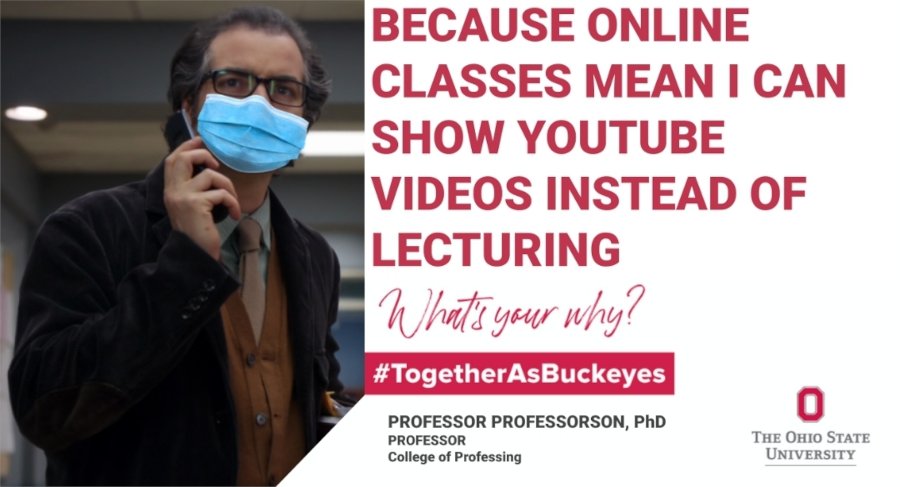 BECAUSE ONLINE
CLASSES MEAN I CAN
SHOW YOUTUBE
VIDEOS INSTEAD OF
LECTURING
What's your why?
#TogetherAsBuckeyes
PROFESSOR PROFESSORSON, PhD
PROFESSOR
College of Professing
THE OHIO STATE
UNIVERSITY